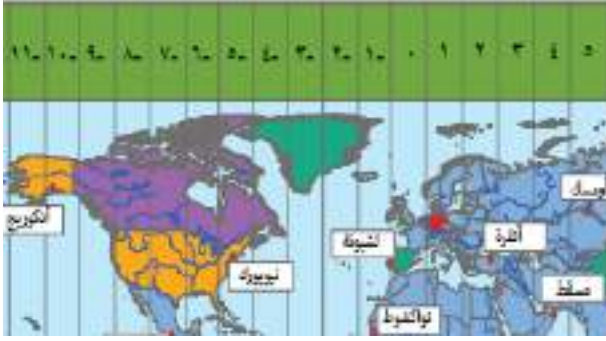 -١١ -١٠ -٩ -٨ -٧ -٦ -٥ -٤ -٣ -٢ -١ ٠ ١ ٢ ٣ ٤ ٥
أنكوريج
نيويورك
لشبونة
أنقرة
نواكشوط
مسقط